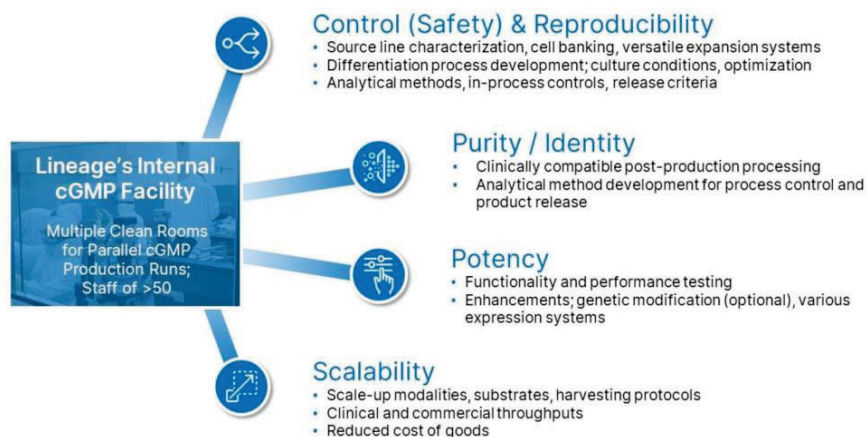 Control (Safety) & Reproducibility
• Source line characterization, cell banking, versatile expansion systems
• Differentiation process development; culture conditions, optimization
• Analytical methods, in-process controls, release criteria
Lineage's Internal
cGMP Facility
Multiple Clean Rooms
for Parallel cGMP
Production Runs;
Staff of >50
Purity / Identity
• Clinically compatible post-production processing
• Analytical method development for process control and
product release
Potency
• Functionality and performance testing
• Enhancements; genetic modification (optional), various
expression systems
Scalability
• Scale-up modalities, substrates, harvesting protocols
• Clinical and commercial throughputs
• Reduced cost of goods